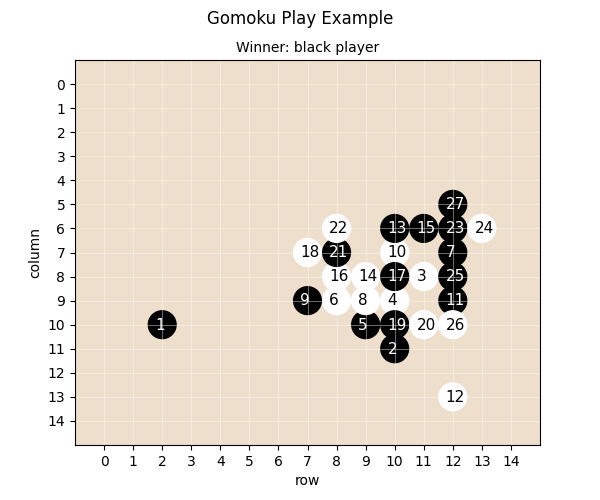 Gomoku Play Example
Winner: black player
0
1
2
3
4
5 27
6 22 13 15 23 24
7 18 21 10 7
8 16 14 17 3 25
9 9 6 8 4 11
10 1 5 19 20 26
11 2
12
13 12
14
column
0 1 2 3 4 5 6 7 8 9 10 11 12 13 14
row